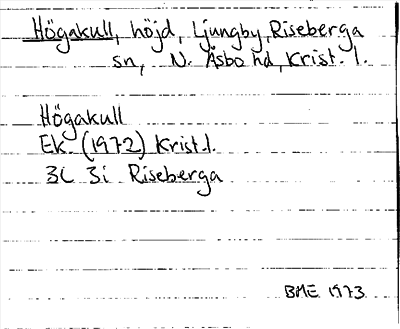 Högakull, höjd, Ljungby, Riseberga
sn, N. Åsbo hd, Krist. l.
Högakull
Ek. (1972) Krist.l.
3C 3i Riseberga
BME 1973